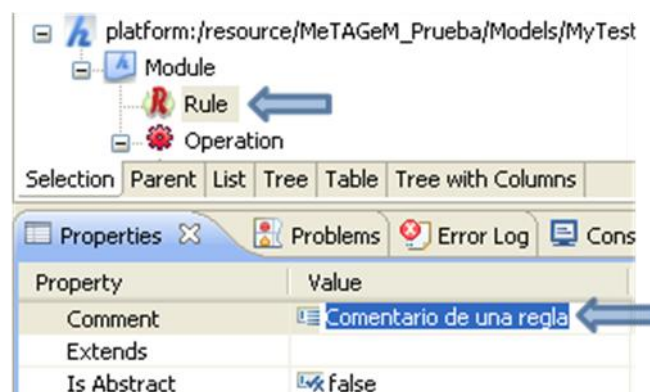 platform:/resource/MeTAGeM_Prueba/Models/MyTest
Module
Rule
Operation
Selection Parent List Tree Table Tree with Columns
Properties Problems Error Log Cons
Property Value
Comment Comentario de una regla
Extends
Is Abstract false